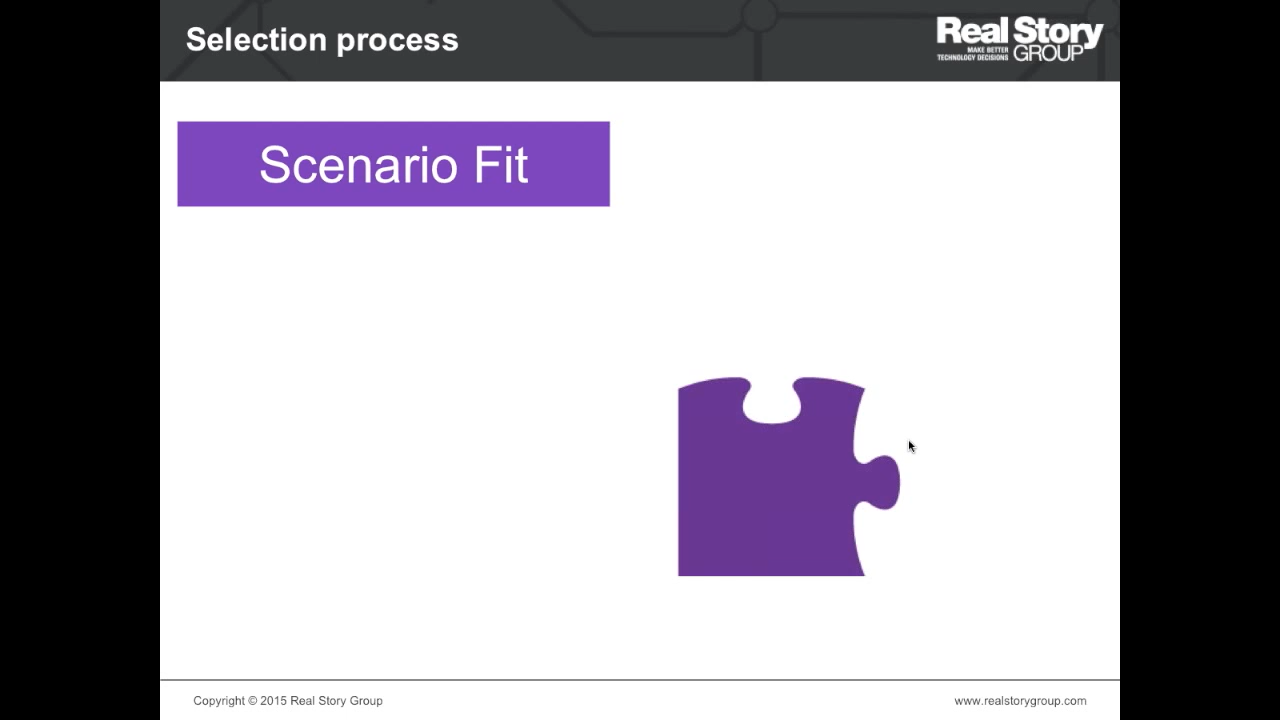 Selection process
Real Story
MAKE BETTER
TECHNOLOGY DECISIONS
GROUP
Scenario Fit
Copyright © 2015 Real Story Group
www.realstorygroup.com